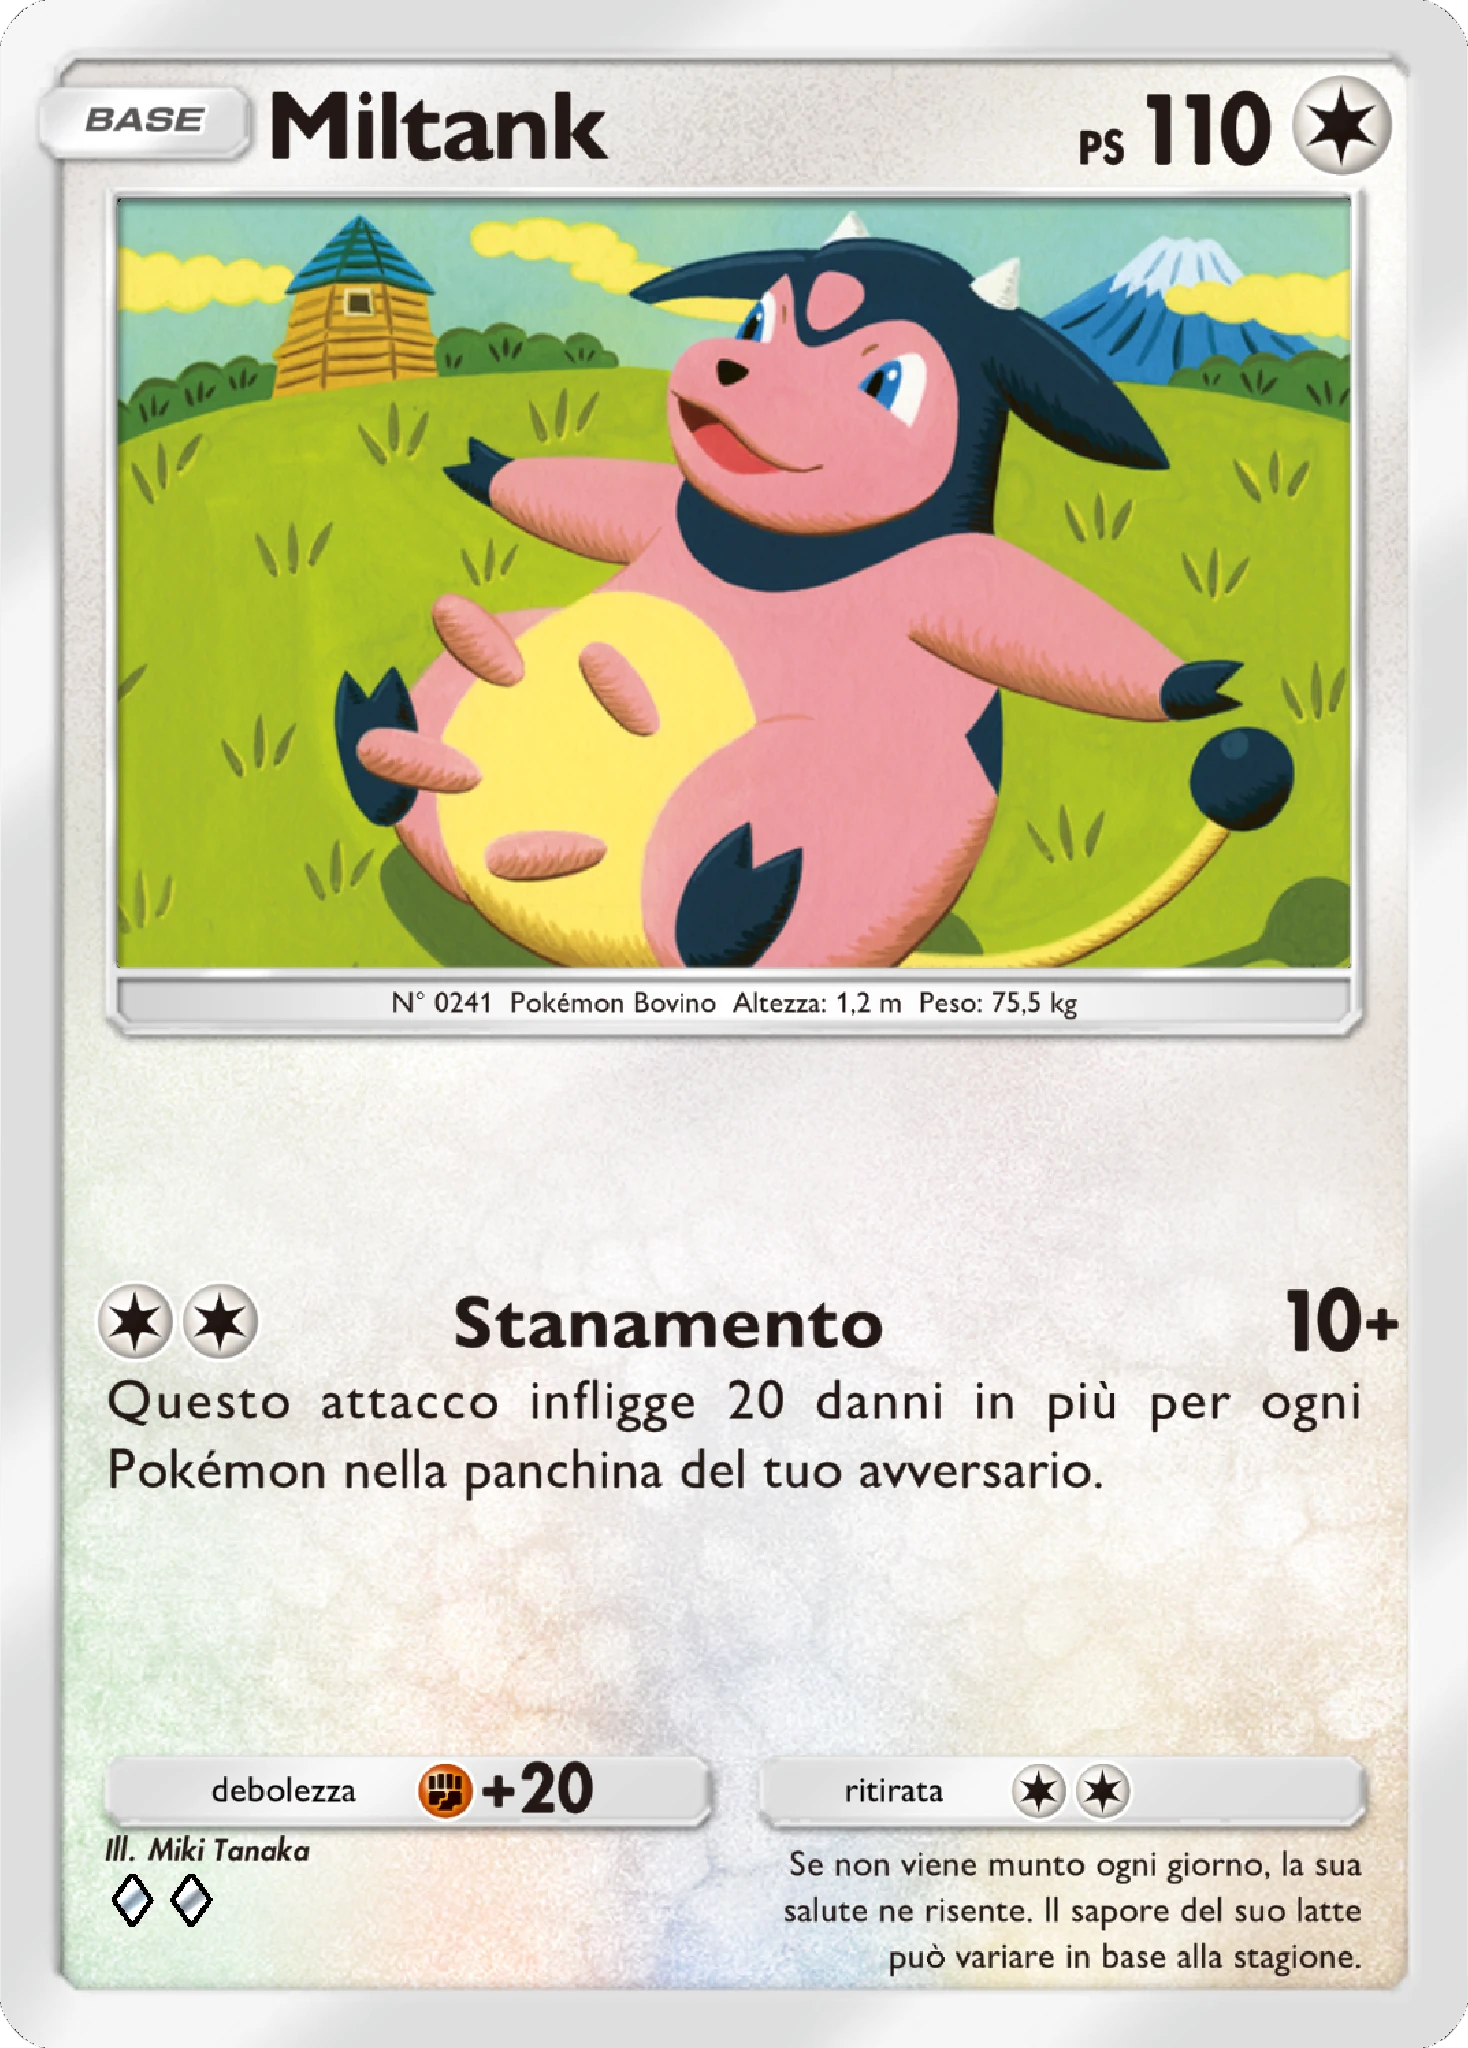 BASE Miltank PS 110
N° 0241 Pokémon Bovino Altezza: 1,2 m Peso: 75,5 kg
Stanamento 10+
Questo attacco infligge 20 danni in più per ogni
Pokémon nella panchina del tuo avversario.
debolezza +20 ritirata
Ill. Miki Tanaka
Se non viene munto ogni giorno, la sua
salute ne risente. Il sapore del suo latte
può variare in base alla stagione.